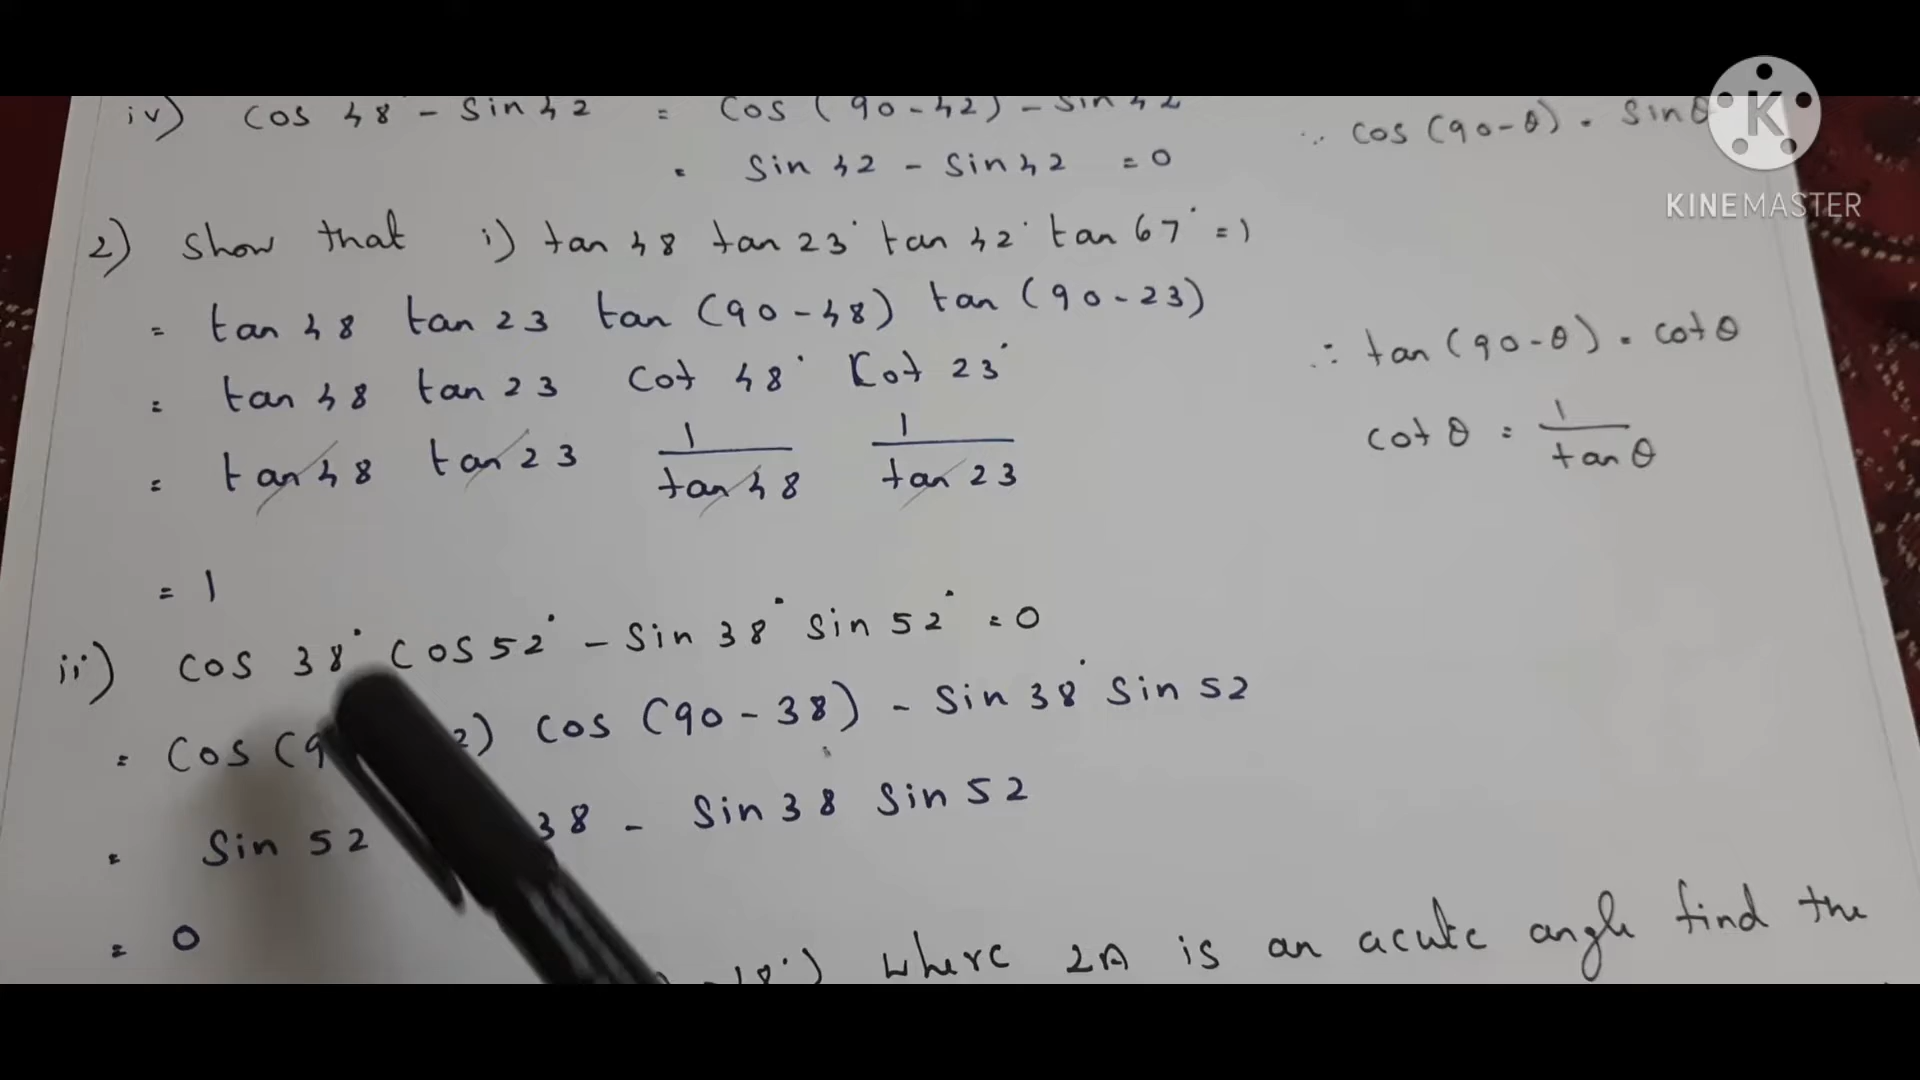 iv) Cos 48° - Sin 42 = Cos (90-42) - Sin 42 ∵ cos (90-θ) = sinθ
= Sin 42 - Sin 42 = 0
KINEMASTER
2) Show that i) tan 48 tan 23° tan 42° tan 67° = 1
= tan 48 tan 23 tan (90-48) tan (90-23)
∵ tan (90-θ) = cot θ
= tan 48 tan 23 Cot 48° Cot 23°
= tan 48 tan 23 1/tan 48 1/tan 23
cot θ = 1/tan θ
= 1
ii) Cos 38° Cos 52° - Sin 38° Sin 52° = 0
= Cos (9 2) Cos (90 - 38) - Sin 38° Sin 52
= Sin 52 38 - Sin 38 Sin 52
= 0
18°) where 2A is an acute angle find the